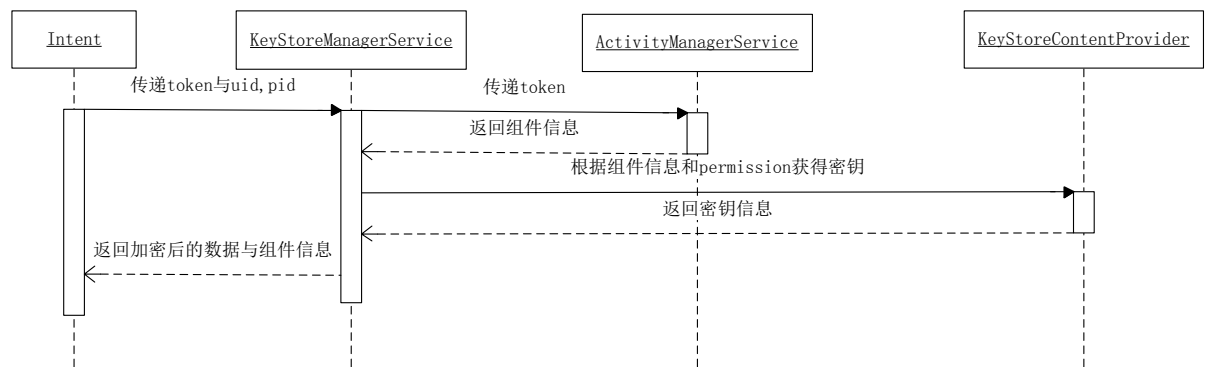 Intent
KeyStoreManagerService
ActivityManagerService
KeyStoreContentProvider
传递token与uid,pid
传递token
返回组件信息
根据组件信息和permission获得密钥
返回密钥信息
返回加密后的数据与组件信息